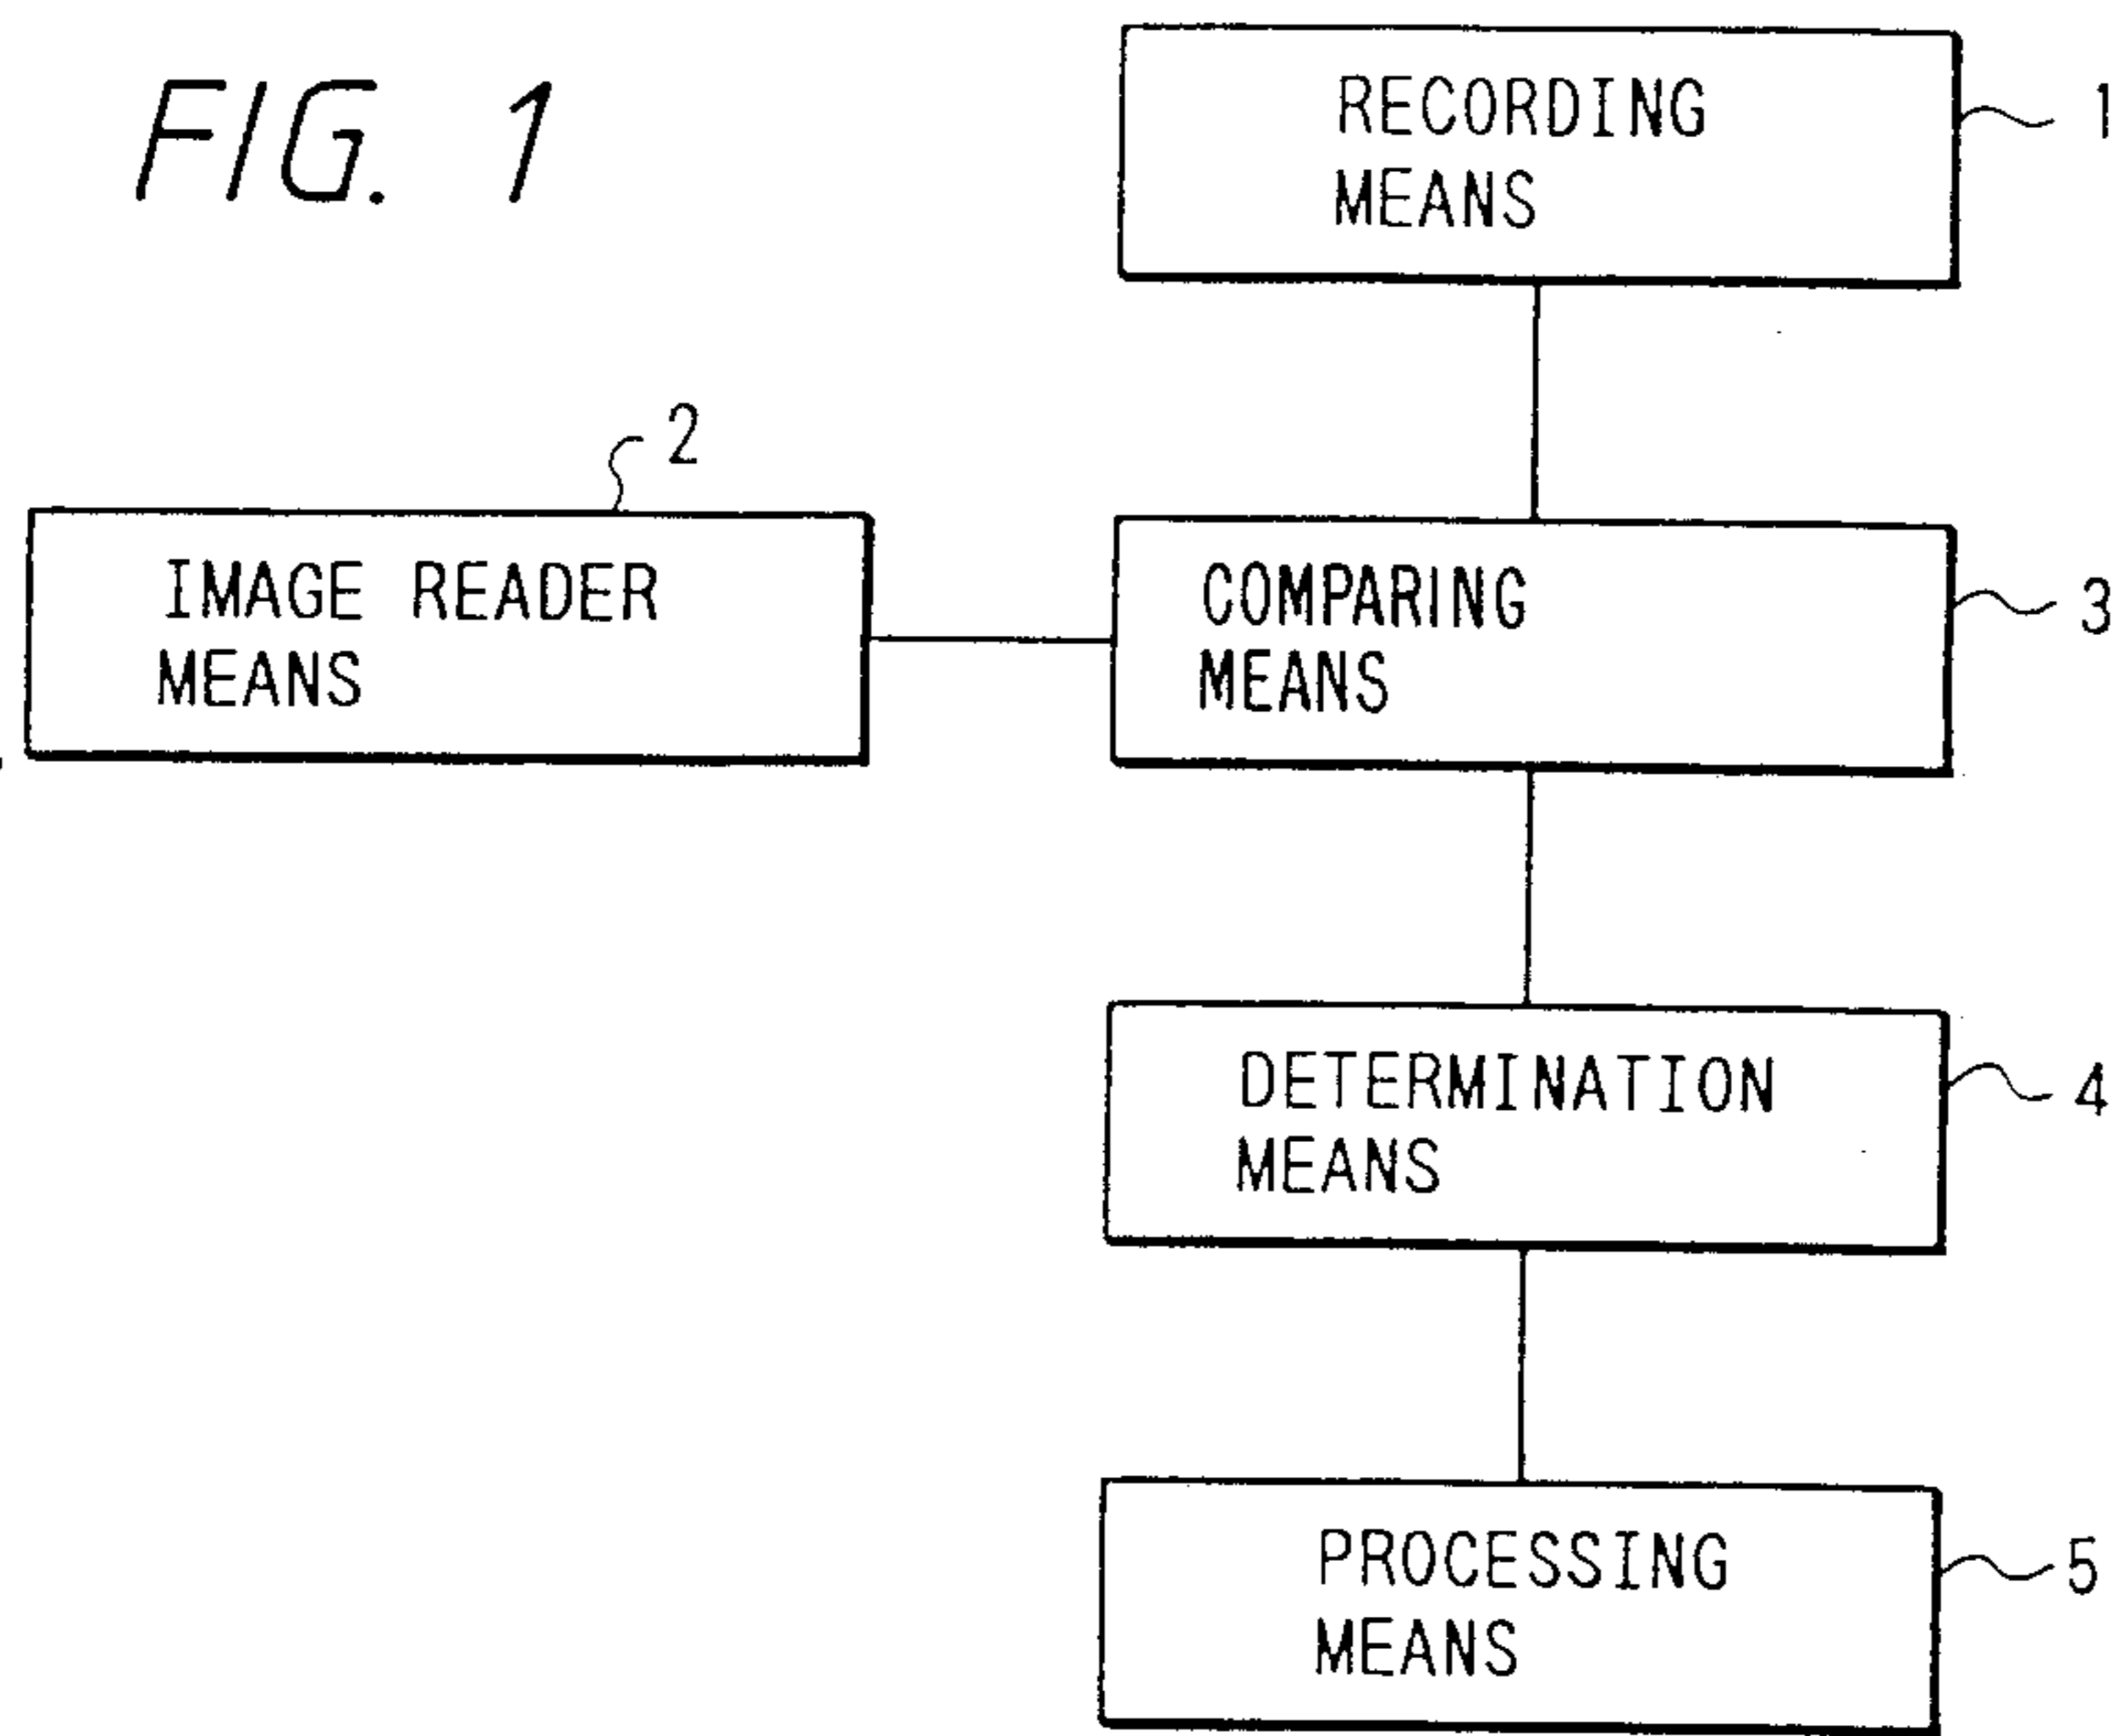 FIG. 1
RECORDING
MEANS
1
2
IMAGE READER
MEANS
COMPARING
MEANS
3
DETERMINATION
MEANS
4
PROCESSING
MEANS
5